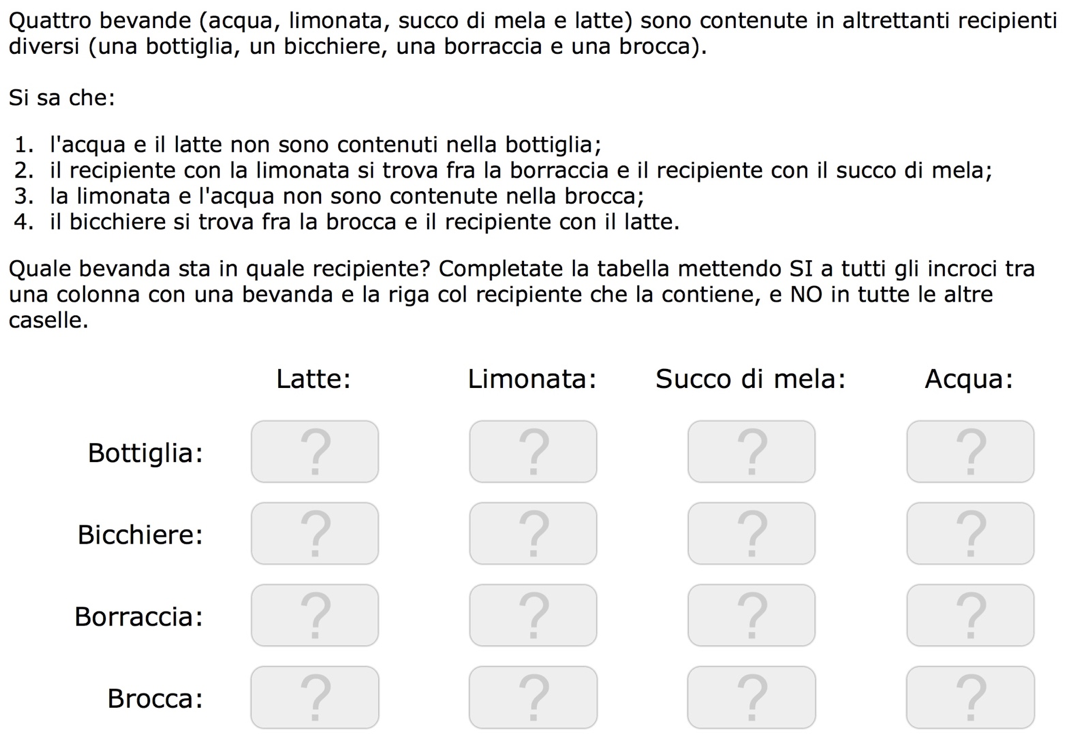 Quattro bevande (acqua, limonata, succo di mela e latte) sono contenute in altrettanti recipienti
diversi (una bottiglia, un bicchiere, una borraccia e una brocca).
Si sa che:
1. l'acqua e il latte non sono contenuti nella bottiglia;
2. il recipiente con la limonata si trova fra la borraccia e il recipiente con il succo di mela;
3. la limonata e l'acqua non sono contenute nella brocca;
4. il bicchiere si trova fra la brocca e il recipiente con il latte.
Quale bevanda sta in quale recipiente? Completate la tabella mettendo SI a tutti gli incroci tra
una colonna con una bevanda e la riga col recipiente che la contiene, e NO in tutte le altre
caselle.
Latte: Limonata: Succo di mela: Acqua:
Bottiglia: ? ? ? ?
Bicchiere: ? ? ? ?
Borraccia: ? ? ? ?
Brocca: ? ? ? ?